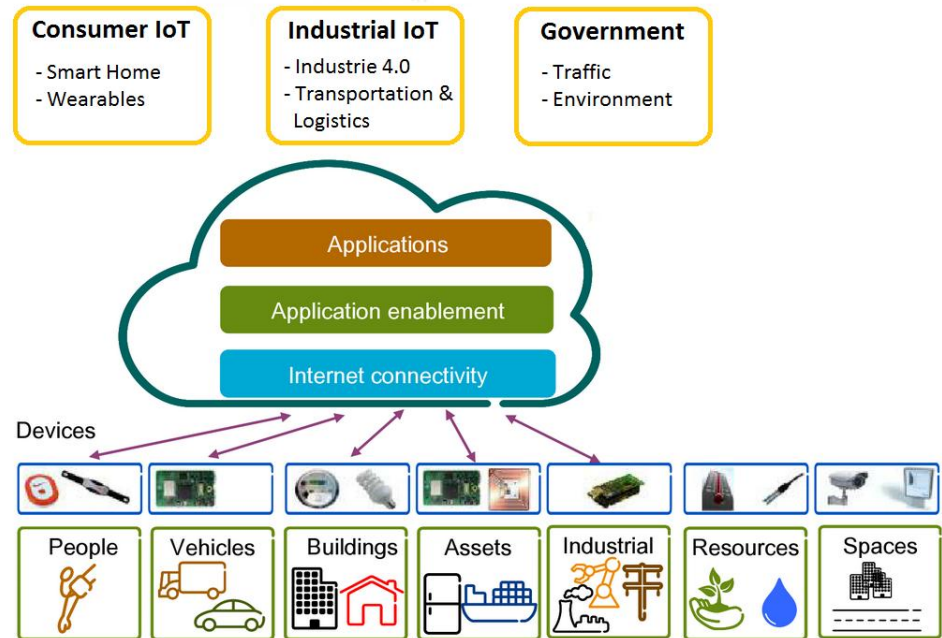 Consumer IoT
- Smart Home
- Wearables
Industrial IoT
- Industrie 4.0
- Transportation &
Logistics
Government
- Traffic
- Environment
Applications
Application enablement
Internet connectivity
Devices
People
Vehicles
Buildings
Assets
Industrial
Resources
Spaces